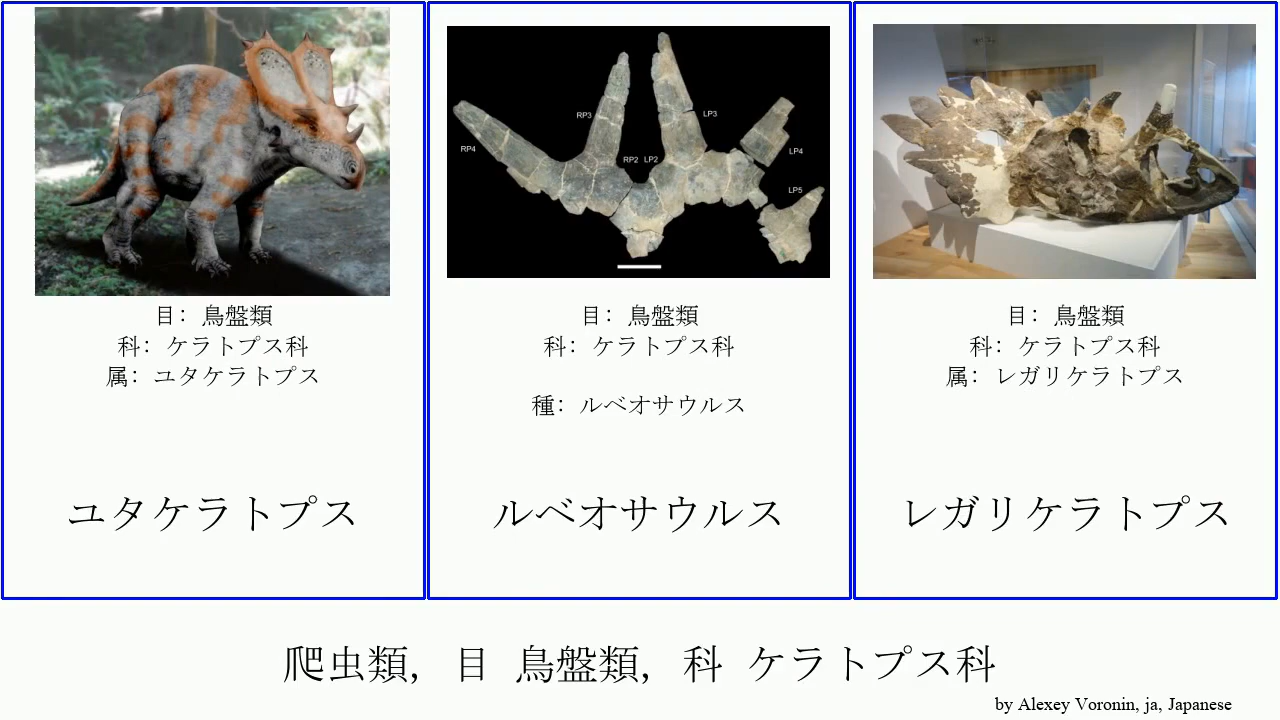 目: 鳥盤類
科: ケラトプス科
属: ユタケラトプス
ユタケラトプス
RP4
RP3
RP2
LP2
LP3
LP4
LP5
目: 鳥盤類
科: ケラトプス科
種: ルベオサウルス
ルベオサウルス
目: 鳥盤類
科: ケラトプス科
属: レガリケラトプス
レガリケラトプス
爬虫類, 目 鳥盤類, 科 ケラトプス科
by Alexey Voronin, ja, Japanese